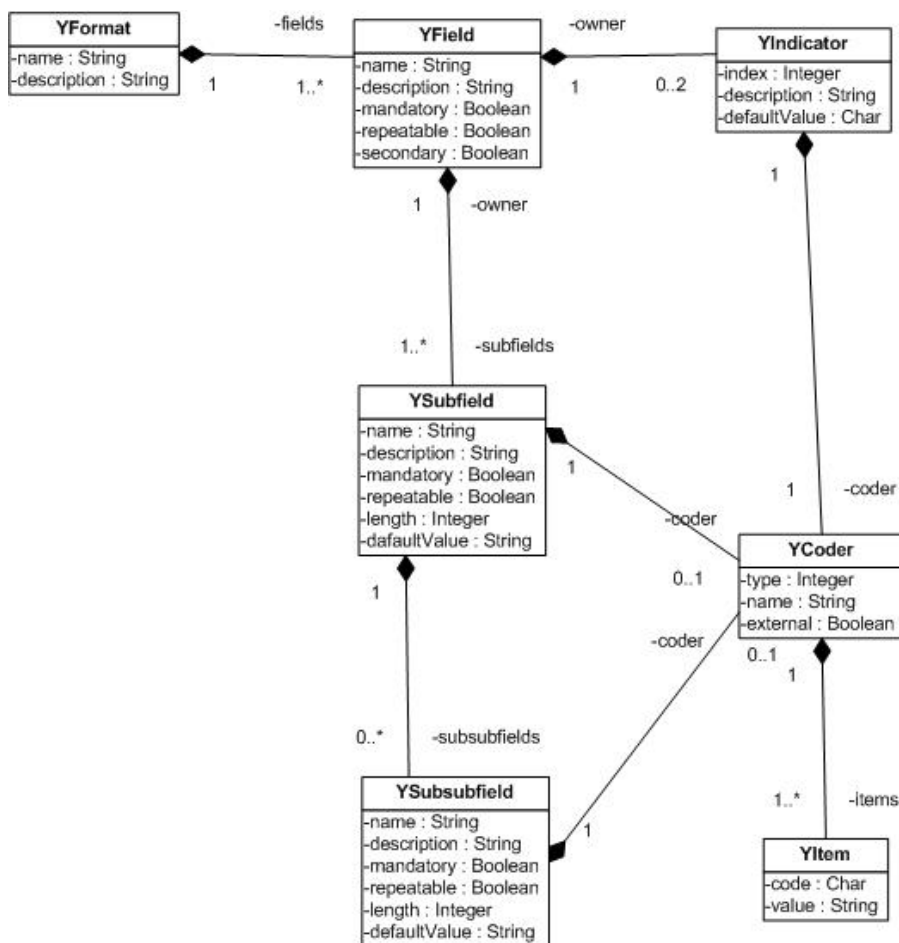 YFormat
-name : String
-description : String
-fields
1
1..*
YField
-name : String
-description : String
-mandatory : Boolean
-repeatable : Boolean
-secondary : Boolean
-owner
1
0..2
YIndicator
-index : Integer
-description : String
-defaultValue : Char
1
1
-owner
1..*
-subfields
YSubfield
-name : String
-description : String
-mandatory : Boolean
-repeatable : Boolean
-length : Integer
-dafaultValue : String
1
-coder
0..1
1
-coder
YCoder
-type : Integer
-name : String
-external : Boolean
1
-coder
0..1
1
0..*
-subsubfields
YSubsubfield
-name : String
-description : String
-mandatory : Boolean
-repeatable : Boolean
-length : Integer
-defaultValue : String
1
1..*
-items
YItem
-code : Char
-value : String